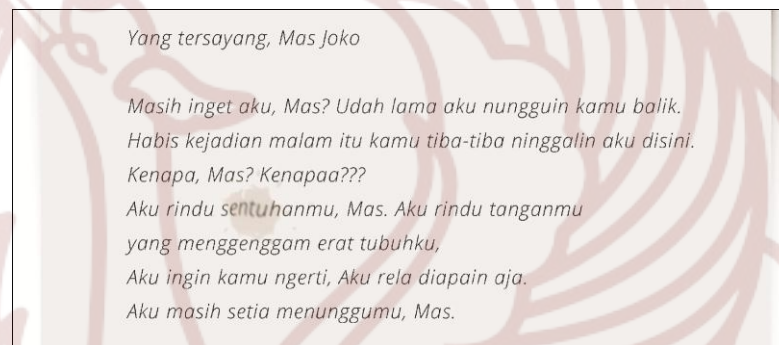 Yang tersayang, Mas Joko
Masih inget aku, Mas? Udah lama aku nungguin kamu balik.
Habis kejadian malam itu kamu tiba-tiba ninggalin aku disini.
Kenapa, Mas? Kenapaa???
Aku rindu sentuhanmu, Mas. Aku rindu tanganmu
yang menggenggam erat tubuhku,
Aku ingin kamu ngerti, Aku rela diapain aja.
Aku masih setia menunggumu, Mas.